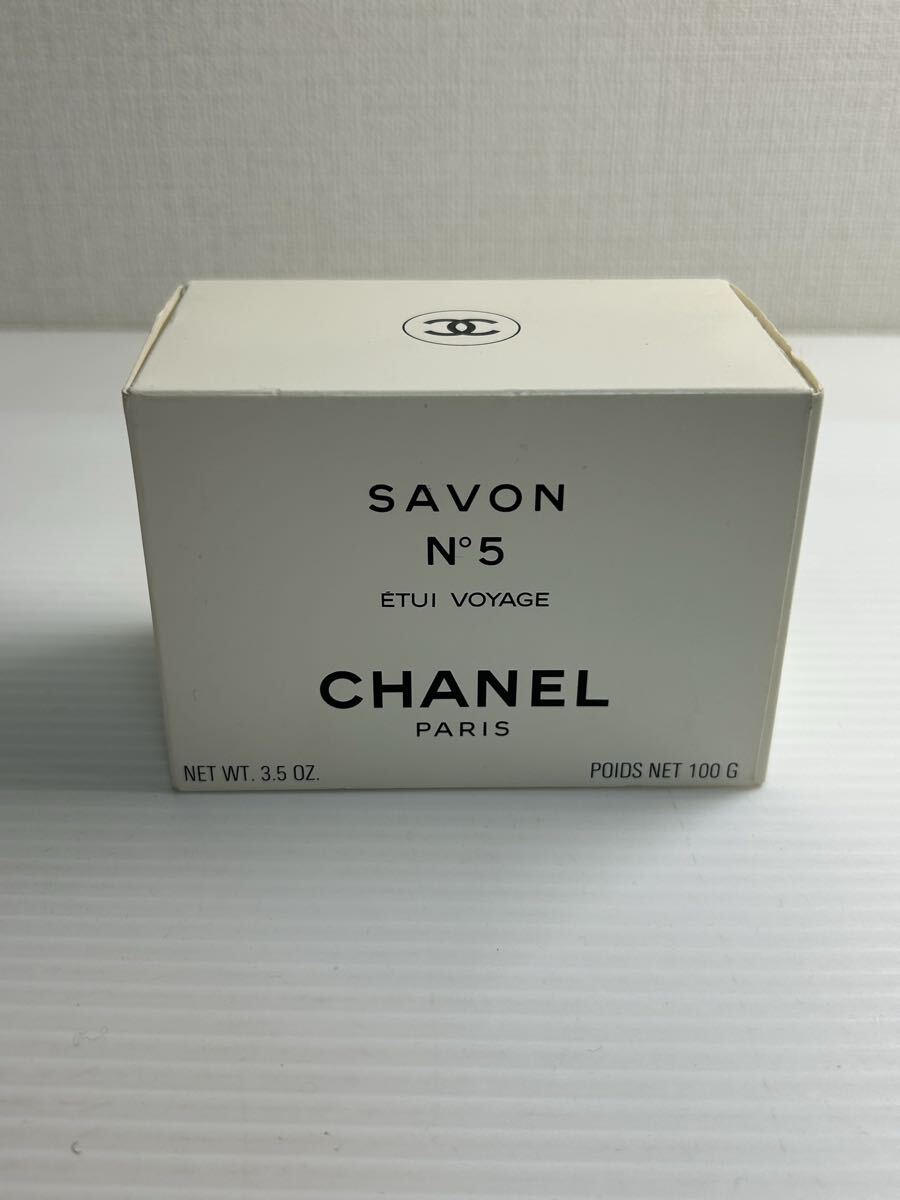 SAVON
N°5
ÉTUI VOYAGE
CHANEL
PARIS
NET WT. 3.5 OZ.
POIDS NET 100 G